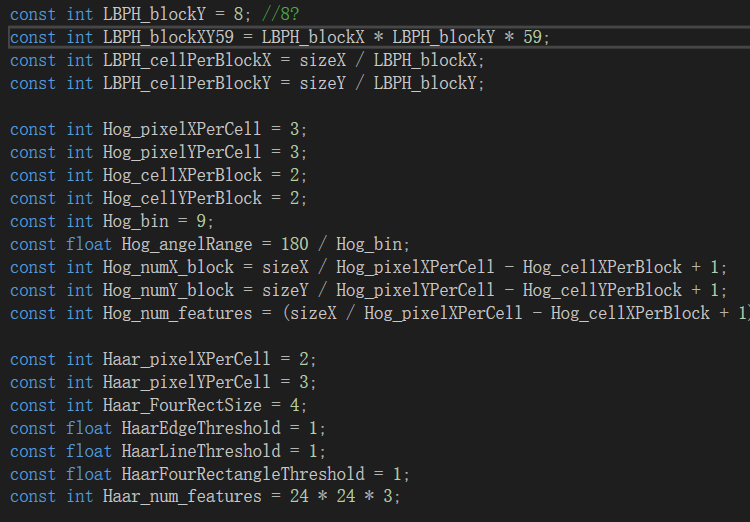 const int LBPH_blockY = 8; //8?
const int LBPH_blockXY59 = LBPH_blockX * LBPH_blockY * 59;
const int LBPH_cellPerBlockX = sizeX / LBPH_blockX;
const int LBPH_cellPerBlockY = sizeY / LBPH_blockY;
const int Hog_pixelXPerCell = 3;
const int Hog_pixelYPerCell = 3;
const int Hog_cellXPerBlock = 2;
const int Hog_cellYPerBlock = 2;
const int Hog_bin = 9;
const float Hog_angelRange = 180 / Hog_bin;
const int Hog_numX_block = sizeX / Hog_pixelXPerCell - Hog_cellXPerBlock + 1;
const int Hog_numY_block = sizeY / Hog_pixelYPerCell - Hog_cellYPerBlock + 1;
const int Hog_num_features = (sizeX / Hog_pixelXPerCell - Hog_cellXPerBlock + 1)
const int Haar_pixelXPerCell = 2;
const int Haar_pixelYPerCell = 3;
const int Haar_FourRectSize = 4;
const float HaarEdgeThreshold = 1;
const float HaarLineThreshold = 1;
const float HaarFourRectangleThreshold = 1;
const int Haar_num_features = 24 * 24 * 3;